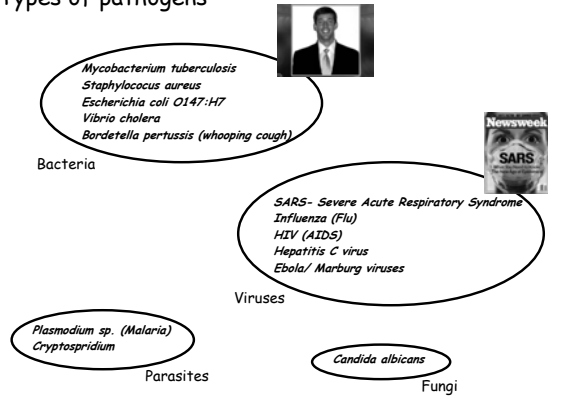 Types of pathogens
Mycobacterium tuberculosis
Staphylococus aureus
Escherichia coli O147:H7
Vibrio cholera
Bordetella pertussis (whooping cough)
Bacteria
Newsweek
SARS
SARS- Severe Acute Respiratory Syndrome
Influenza (Flu)
HIV (AIDS)
Hepatitis C virus
Ebola/ Marburg viruses
Viruses
Plasmodium sp. (Malaria)
Cryptospridium
Parasites
Candida albicans
Fungi